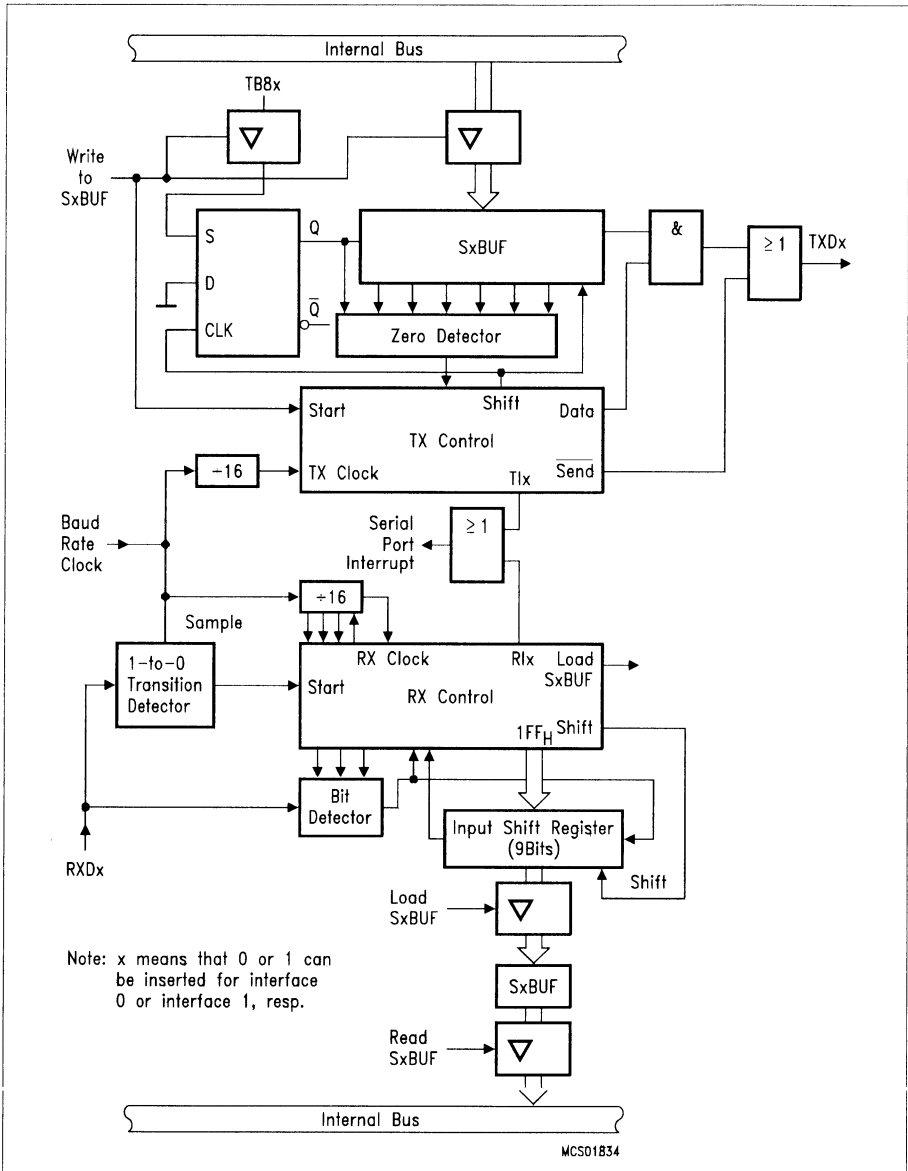 Internal Bus
TB8x
Write
to
SxBUF
S
D
CLK
Q
Q̅
SxBUF
&
≥1
TXDx
Zero Detector
Shift
Start
Data
TX Control
TX Clock
S̅e̅n̅d̅
TIx
÷16
Baud
Rate
Clock
Serial
Port
Interrupt
≥1
÷16
Sample
1-to-0
Transition
Detector
RX Clock
RIx
Load
SxBUF
Start
RX Control
1FFH
Shift
Bit
Detector
Input Shift Register
(9Bits)
RXDx
Shift
Load
SxBUF
Note: x means that 0 or 1 can
be inserted for interface
0 or interface 1, resp.
SxBUF
Read
SxBUF
Internal Bus
MCS01834